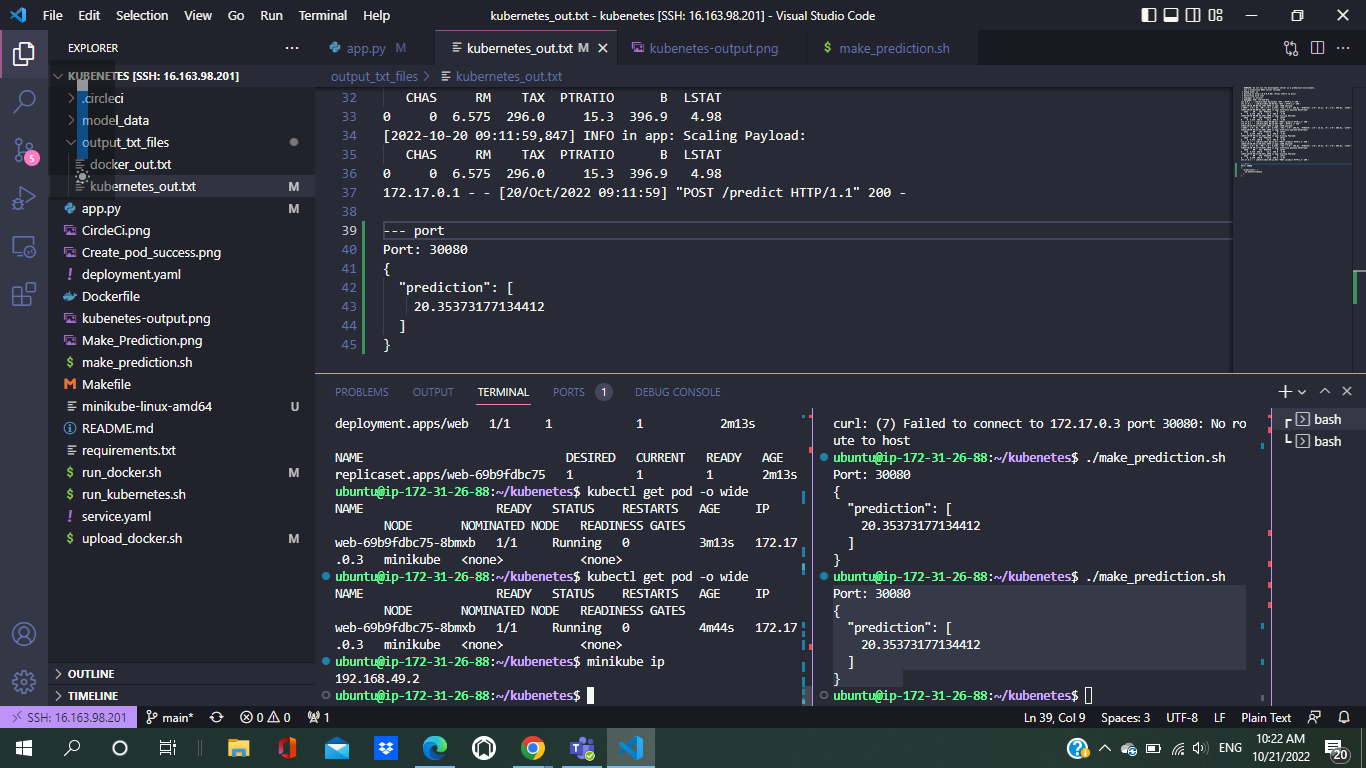 File Edit Selection View Go Run Terminal Help
kubernetes_out.txt - kubenetes [SSH: 16.163.98.201] - Visual Studio Code
EXPLORER
KUBENETES [SSH: 16.163.98.201]
.circleci
model_data
output_txt_files
docker_out.txt
kubernetes_out.txt M
app.py M
CircleCi.png
Create_pod_success.png
deployment.yaml
Dockerfile
kubenetes-output.png
Make_Prediction.png
make_prediction.sh
Makefile
minikube-linux-amd64 U
README.md
requirements.txt
run_docker.sh M
run_kubernetes.sh
service.yaml
upload_docker.sh M
OUTLINE
TIMELINE
5
app.py M
kubernetes_out.txt M
kubenetes-output.png
make_prediction.sh
output_txt_files > kubernetes_out.txt
32 CHAS RM TAX PTRATIO B LSTAT
33 0 0 6.575 296.0 15.3 396.9 4.98
34 [2022-10-20 09:11:59,847] INFO in app: Scaling Payload:
35 CHAS RM TAX PTRATIO B LSTAT
36 0 0 6.575 296.0 15.3 396.9 4.98
37 172.17.0.1 - - [20/Oct/2022 09:11:59] "POST /predict HTTP/1.1" 200 -
38
39 --- port
40 Port: 30080
41 {
42 "prediction": [
43 20.35373177134412
44 ]
45 }
PROBLEMS OUTPUT TERMINAL PORTS 1 DEBUG CONSOLE
deployment.apps/web 1/1 1 1 2m13s
NAME DESIRED CURRENT READY AGE
replicaset.apps/web-69b9fdbc75 1 1 1 2m13s
ubuntu@ip-172-31-26-88:~/kubenetes$ kubectl get pod -o wide
NAME READY STATUS RESTARTS AGE IP
NODE NOMINATED NODE READINESS GATES
web-69b9fdbc75-8bmxb 1/1 Running 0 3m13s 172.17
.0.3 minikube <none> <none>
ubuntu@ip-172-31-26-88:~/kubenetes$ kubectl get pod -o wide
NAME READY STATUS RESTARTS AGE IP
NODE NOMINATED NODE READINESS GATES
web-69b9fdbc75-8bmxb 1/1 Running 0 4m44s 172.17
.0.3 minikube <none> <none>
ubuntu@ip-172-31-26-88:~/kubenetes$ minikube ip
192.168.49.2
ubuntu@ip-172-31-26-88:~/kubenetes$
curl: (7) Failed to connect to 172.17.0.3 port 30080: No ro
ute to host
ubuntu@ip-172-31-26-88:~/kubenetes$ ./make_prediction.sh
Port: 30080
{
"prediction": [
20.35373177134412
]
}
ubuntu@ip-172-31-26-88:~/kubenetes$ ./make_prediction.sh
Port: 30080
{
"prediction": [
20.35373177134412
]
}
ubuntu@ip-172-31-26-88:~/kubenetes$
bash
bash
SSH: 16.163.98.201 main* 0 0 1
Ln 39, Col 9 Spaces: 3 UTF-8 LF Plain Text
ENG
10:22 AM
10/21/2022
20